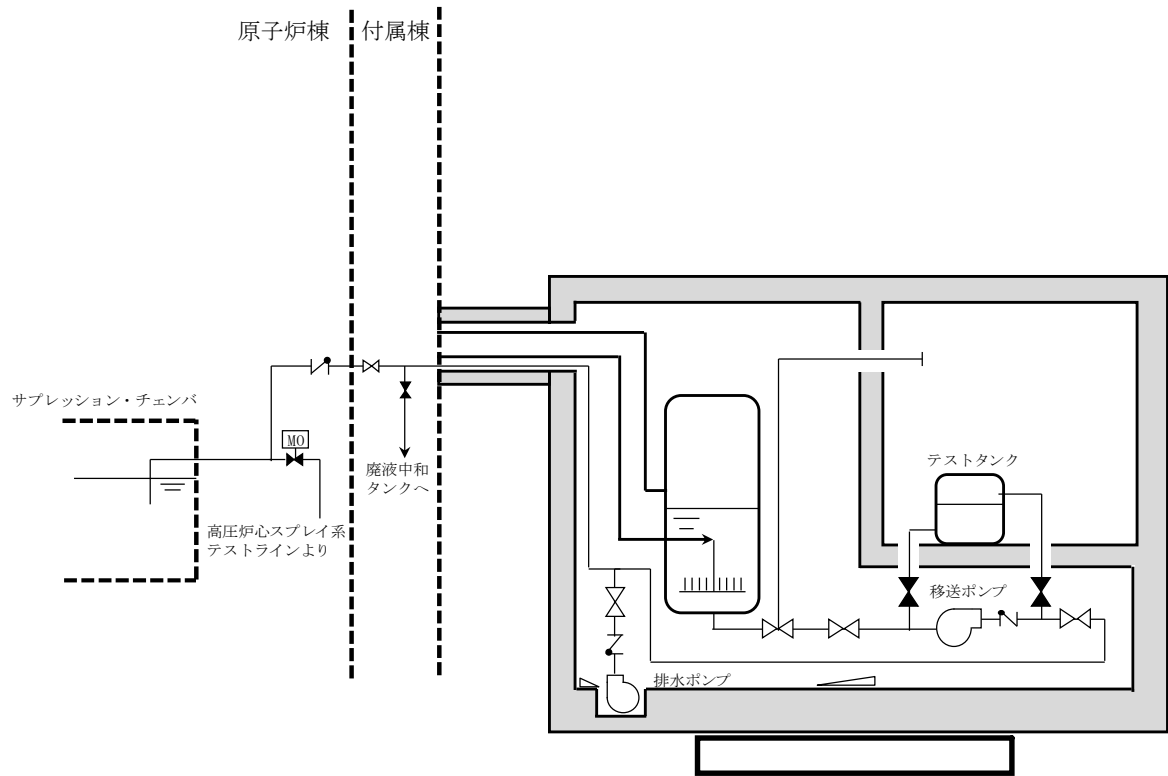 原子炉棟
付属棟
サプレッション・チェンバ
MO
廃液中和
タンクへ
高圧炉心スプレイ系
テストラインより
テストタンク
移送ポンプ
排水ポンプ